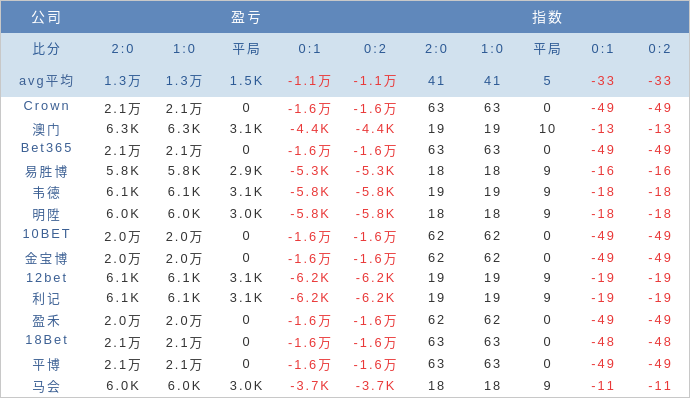 公司 盈亏 指数
比分 2:0 1:0 平局 0:1 0:2 2:0 1:0 平局 0:1 0:2
avg平均 1.3万 1.3万 1.5K -1.1万 -1.1万 41 41 5 -33 -33
Crown 2.1万 2.1万 0 -1.6万 -1.6万 63 63 0 -49 -49
澳门 6.3K 6.3K 3.1K -4.4K -4.4K 19 19 10 -13 -13
Bet365 2.1万 2.1万 0 -1.6万 -1.6万 63 63 0 -49 -49
易胜博 5.8K 5.8K 2.9K -5.3K -5.3K 18 18 9 -16 -16
韦德 6.1K 6.1K 3.1K -5.8K -5.8K 19 19 9 -18 -18
明陞 6.0K 6.0K 3.0K -5.8K -5.8K 18 18 9 -18 -18
10BET 2.0万 2.0万 0 -1.6万 -1.6万 62 62 0 -49 -49
金宝博 2.0万 2.0万 0 -1.6万 -1.6万 62 62 0 -49 -49
12bet 6.1K 6.1K 3.1K -6.2K -6.2K 19 19 9 -19 -19
利记 6.1K 6.1K 3.1K -6.2K -6.2K 19 19 9 -19 -19
盈禾 2.0万 2.0万 0 -1.6万 -1.6万 62 62 0 -49 -49
18Bet 2.1万 2.1万 0 -1.6万 -1.6万 63 63 0 -48 -48
平博 2.1万 2.1万 0 -1.6万 -1.6万 63 63 0 -49 -49
马会 6.0K 6.0K 3.0K -3.7K -3.7K 18 18 9 -11 -11